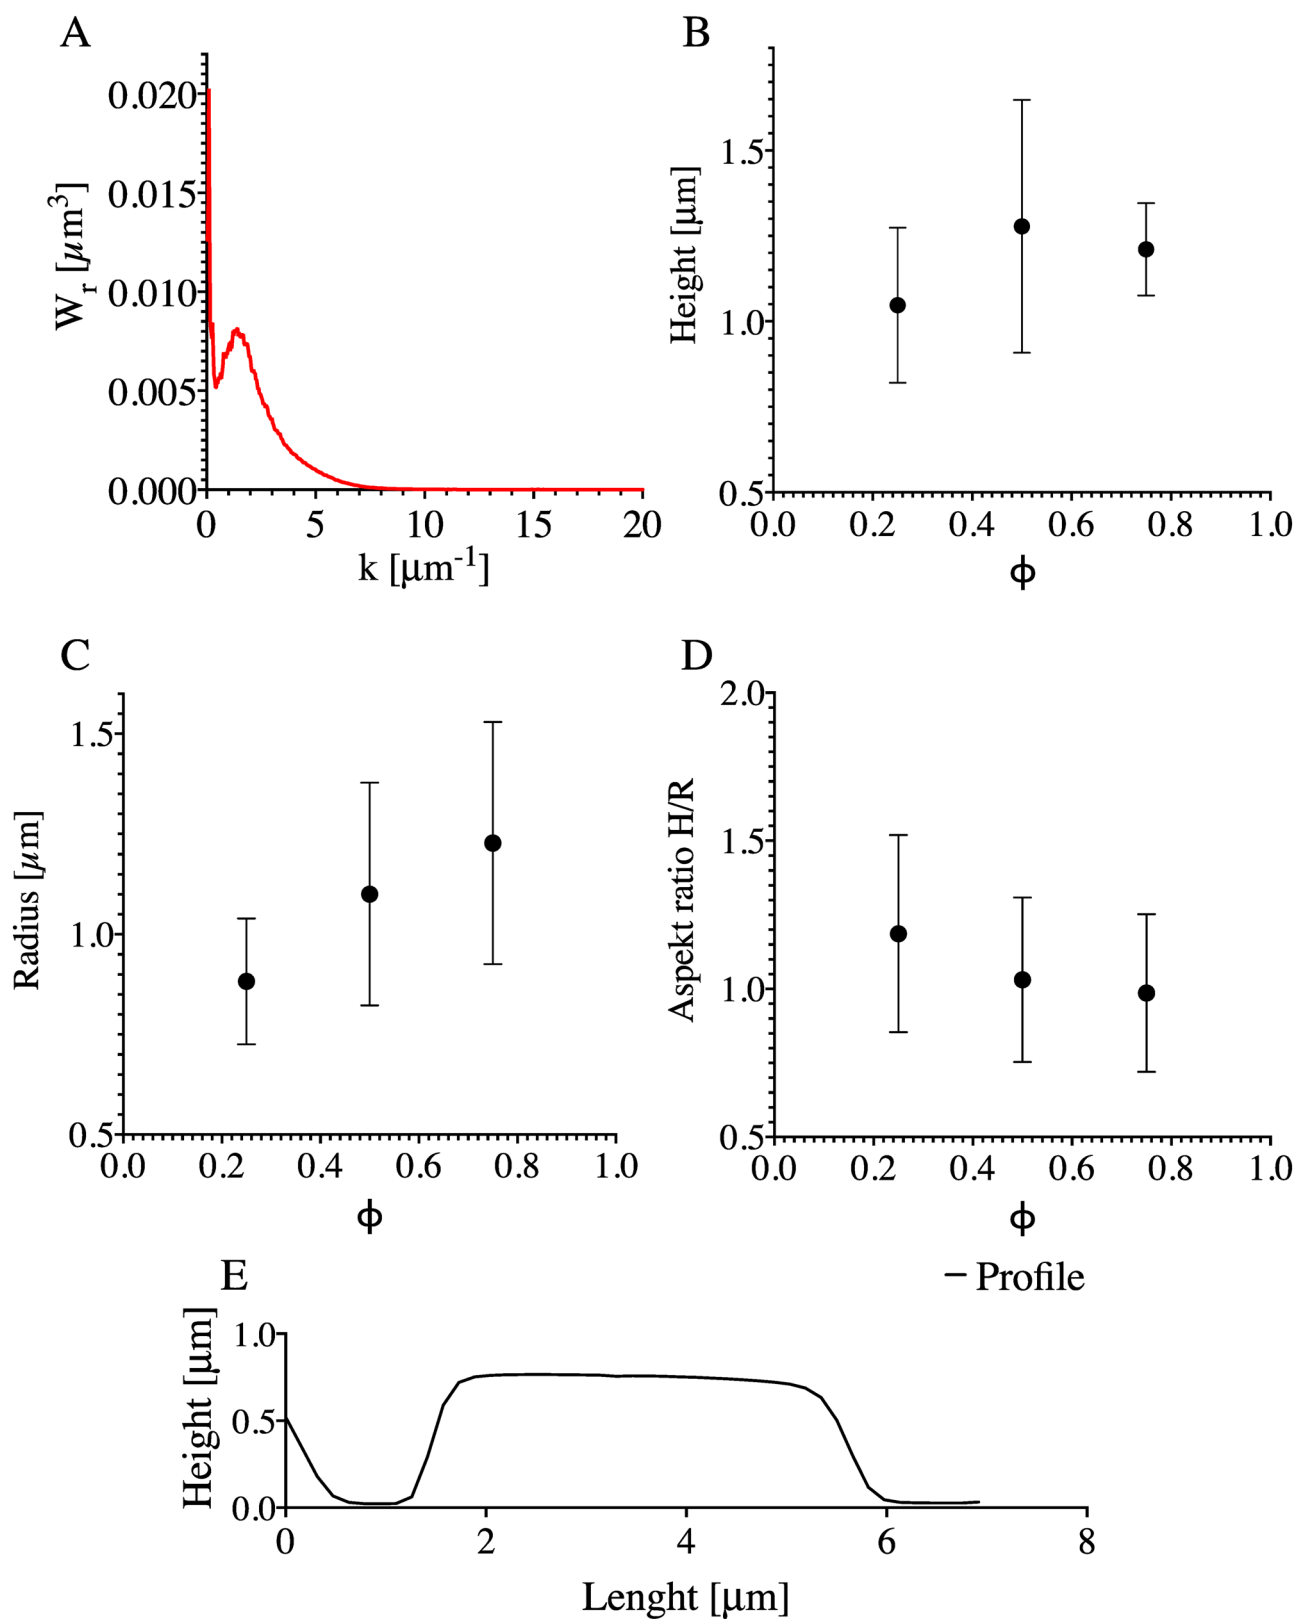 A
W_r [μm³]
0.020
0.015
0.010
0.005
0.000
0 5 10 15 20
k [μm⁻¹]
B
Height [μm]
1.5
1.0
0.5
0.0 0.2 0.4 0.6 0.8 1.0
ϕ
C
Radius [μm]
1.5
1.0
0.5
0.0 0.2 0.4 0.6 0.8 1.0
ϕ
D
Aspekt ratio H/R
2.0
1.5
1.0
0.5
0.0 0.2 0.4 0.6 0.8 1.0
ϕ
E
Profile
Height [μm]
1.0
0.5
0.0
0 2 4 6 8
Lenght [μm]